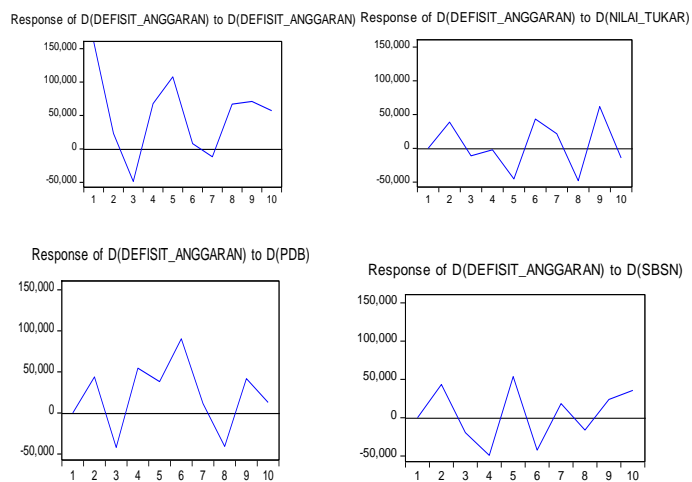 Response of D(DEFISIT_ANGGARAN) to D(DEFISIT_ANGGARAN)
150,000
100,000
50,000
0
-50,000
1 2 3 4 5 6 7 8 9 10
Response of D(DEFISIT_ANGGARAN) to D(NILAI_TUKAR)
150,000
100,000
50,000
0
-50,000
1 2 3 4 5 6 7 8 9 10
Response of D(DEFISIT_ANGGARAN) to D(PDB)
150,000
100,000
50,000
0
-50,000
1 2 3 4 5 6 7 8 9 10
Response of D(DEFISIT_ANGGARAN) to D(SBSN)
150,000
100,000
50,000
0
-50,000
1 2 3 4 5 6 7 8 9 10